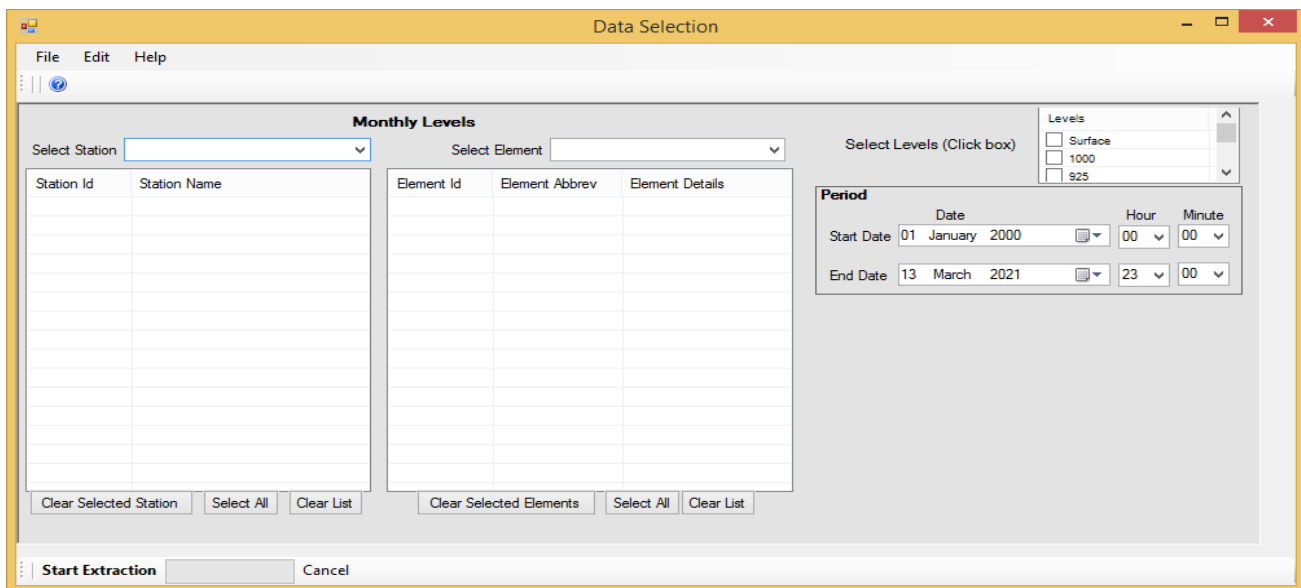 Data Selection
File Edit Help
Monthly Levels
Select Station
Select Element
Select Levels (Click box)
Levels
Surface
1000
925
Station Id Station Name
Element Id Element Abbrev Element Details
Period
Date Hour Minute
Start Date 01 January 2000 00 00
End Date 13 March 2021 23 00
Clear Selected Station Select All Clear List
Clear Selected Elements Select All Clear List
Start Extraction Cancel